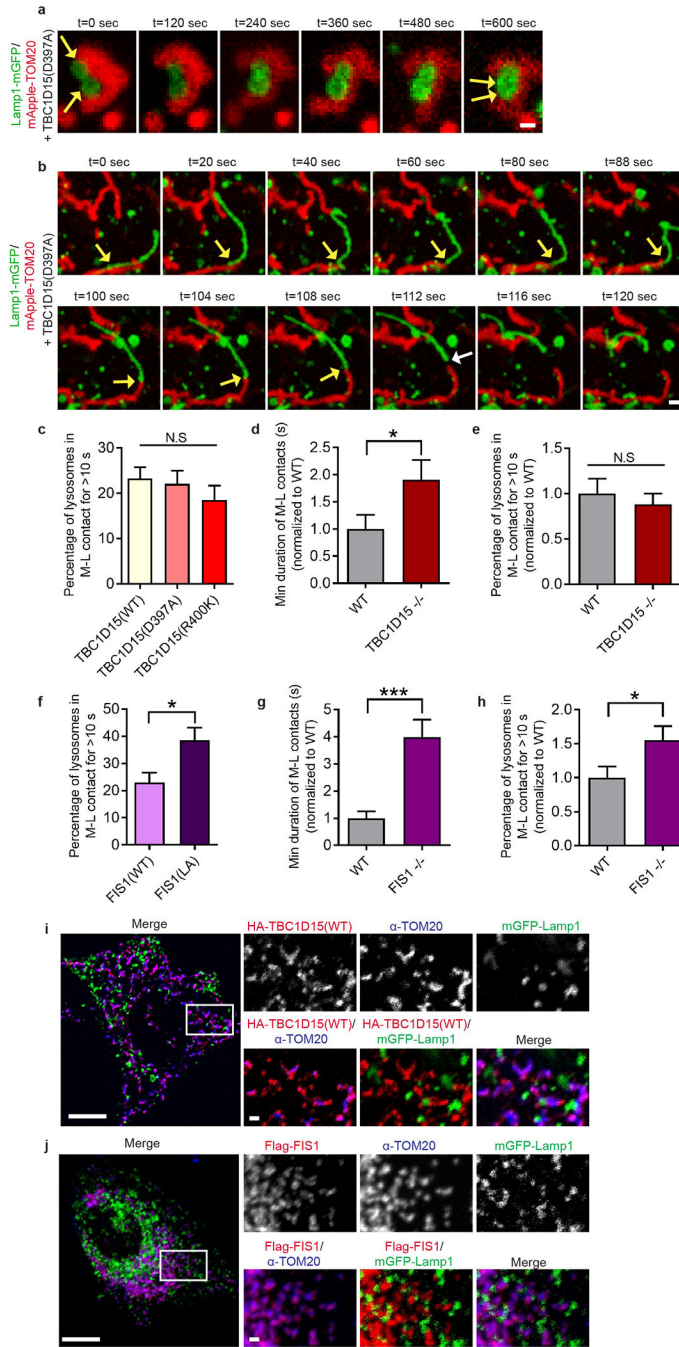 a
t=0 sec t=120 sec t=240 sec t=360 sec t=480 sec t=600 sec
Lamp1-mGFP/
mApple-TOM20
+ TBC1D15(D397A)
b
t=0 sec t=20 sec t=40 sec t=60 sec t=80 sec t=88 sec
Lamp1-mGFP/
mApple-TOM20
+ TBC1D15(D397A)
t=100 sec t=104 sec t=108 sec t=112 sec t=116 sec t=120 sec
c
Percentage of lysosomes in
M-L contact for >10 s
40
30
20
10
0
N.S
TBC1D15(WT)
TBC1D15(D397A)
TBC1D15(R400K)
d
Min duration of M-L contacts (s)
(normalized to WT)
2.5
2.0
1.5
1.0
0.5
0.0
*
WT
TBC1D15 -/-
e
Percentage of lysosomes in
M-L contact for >10 s
(normalized to WT)
1.5
1.0
0.5
0.0
N.S
WT
TBC1D15 -/-
f
Percentage of lysosomes in
M-L contact for >10 s
50
40
30
20
10
0
*
FIS1(WT)
FIS1(LA)
g
Min duration of M-L contacts (s)
(normalized to WT)
5
4
3
2
1
0
***
WT
FIS1 -/-
h
Percentage of lysosomes in
M-L contact for >10 s
(normalized to WT)
2.0
1.5
1.0
0.5
0.0
*
WT
FIS1 -/-
i
Merge
HA-TBC1D15(WT) α-TOM20 mGFP-Lamp1
HA-TBC1D15(WT)/
α-TOM20
HA-TBC1D15(WT)/
mGFP-Lamp1
Merge
j
Merge
Flag-FIS1 α-TOM20 mGFP-Lamp1
Flag-FIS1/
α-TOM20
Flag-FIS1/
mGFP-Lamp1
Merge